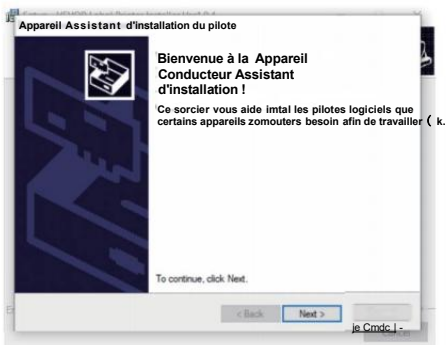 Appareil Assistant d'installation du pilote
Bienvenue à la Appareil
Conducteur Assistant
d'installation !
Ce sorcier vous aide imtal les pilotes logiciels que
certains appareils zomouters besoin afin de travailler ( k.
To continue, click Next.
< Back Next >
je Cmdc | -
Cancel